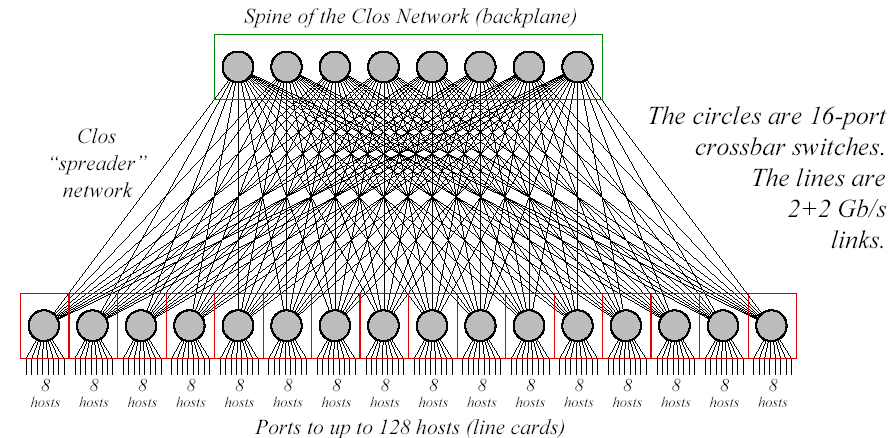 Spine of the Clos Network (backplane)
Clos
“spreader”
network
The circles are 16-port
crossbar switches.
The lines are
2+2 Gb/s
links.
8 8 8 8 8 8 8 8 8 8 8 8 8 8 8 8
hosts hosts hosts hosts hosts hosts hosts hosts hosts hosts hosts hosts hosts hosts hosts hosts
Ports to up to 128 hosts (line cards)